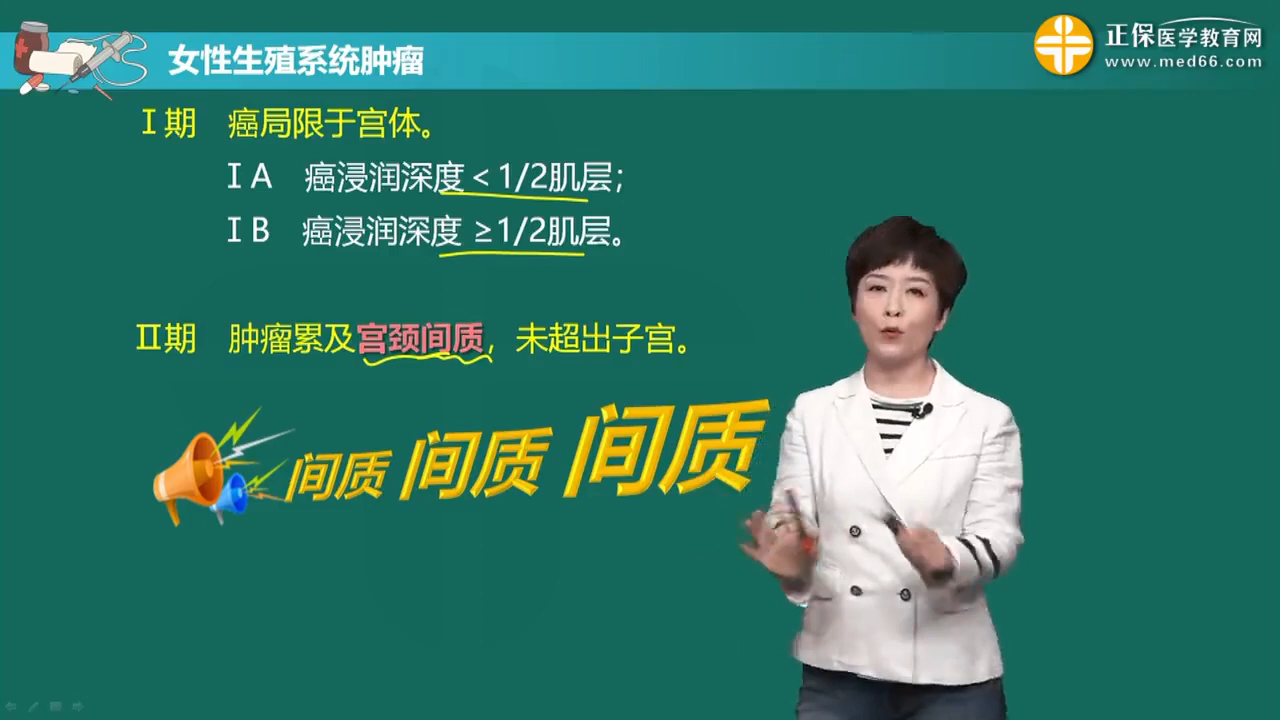 正保医学教育网
www.med66.com
女性生殖系统肿瘤
Ⅰ期 癌局限于宫体。
ⅠA 癌浸润深度<1/2肌层；
ⅠB 癌浸润深度 ≥1/2肌层。
Ⅱ期 肿瘤累及宫颈间质，未超出子宫。
间质 间质 间质